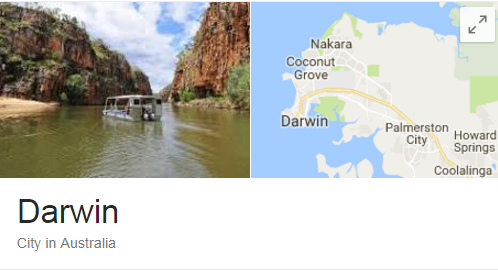 Nakara
Coconut
Grove
Darwin
Palmerston
City
Howard
Springs
Coolalinga
Darwin
City in Australia